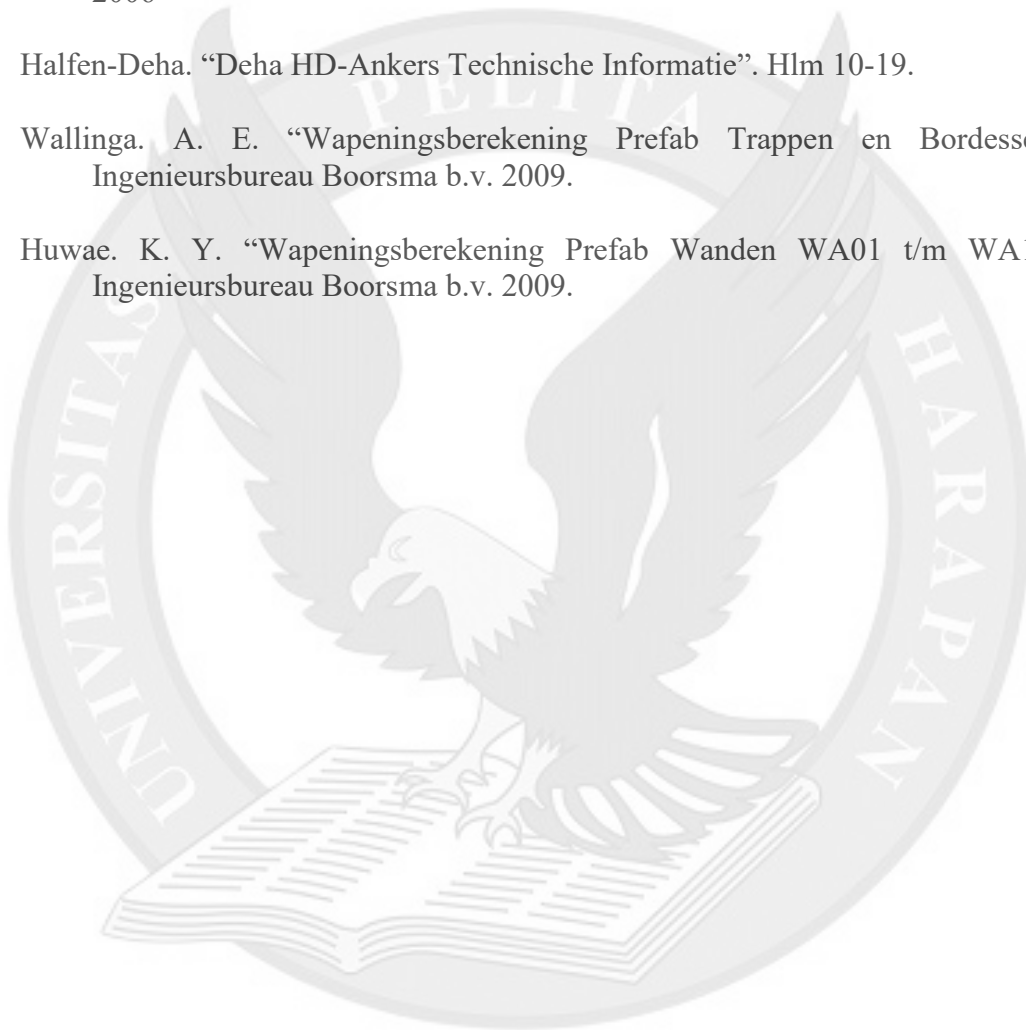 2006
Halfen-Deha. “Deha HD-Ankers Technische Informatie”. Hlm 10-19.
Wallinga. A. E. “Wapeningsberekening Prefab Trappen en
Ingenieursbureau Boorsma b.v. 2009.
Huwae. K. Y. “Wapeningsberekening Prefab Wanden WA01 t/m
Ingenieursbureau Boorsma b.v. 2009.
UNIVERSITAS PELITA HARAPAN